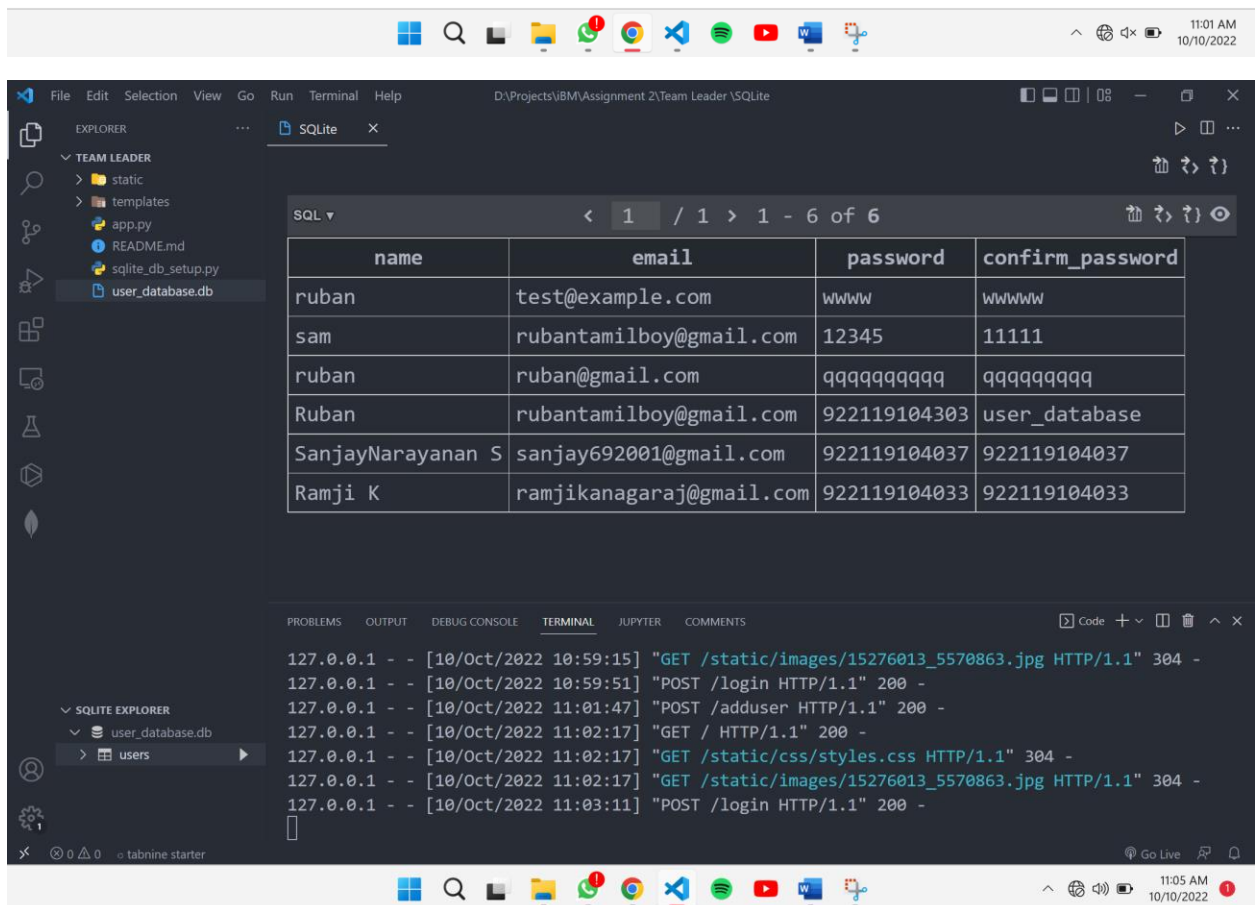 11:01 AM
10/10/2022
File Edit Selection View Go Run Terminal Help D:\Projects\iBM\Assignment 2\Team Leader \SQLite
EXPLORER
SQLite
TEAM LEADER
static
templates
app.py
README.md
sqlite_db_setup.py
user_database.db
SQL
< 1 / 1 > 1 - 6 of 6
name email password confirm_password
ruban test@example.com wwww wwwww
sam rubantamilboy@gmail.com 12345 11111
ruban ruban@gmail.com qqqqqqqqqq qqqqqqqqq
Ruban rubantamilboy@gmail.com 922119104303 user_database
SanjayNarayanan S sanjay692001@gmail.com 922119104037 922119104037
Ramji K ramjikanagaraj@gmail.com 922119104033 922119104033
PROBLEMS OUTPUT DEBUG CONSOLE TERMINAL JUPYTER COMMENTS
Code
127.0.0.1 - - [10/Oct/2022 10:59:15] "GET /static/images/15276013_5570863.jpg HTTP/1.1" 304 -
127.0.0.1 - - [10/Oct/2022 10:59:51] "POST /login HTTP/1.1" 200 -
127.0.0.1 - - [10/Oct/2022 11:01:47] "POST /adduser HTTP/1.1" 200 -
127.0.0.1 - - [10/Oct/2022 11:02:17] "GET / HTTP/1.1" 200 -
127.0.0.1 - - [10/Oct/2022 11:02:17] "GET /static/css/styles.css HTTP/1.1" 304 -
127.0.0.1 - - [10/Oct/2022 11:02:17] "GET /static/images/15276013_5570863.jpg HTTP/1.1" 304 -
127.0.0.1 - - [10/Oct/2022 11:03:11] "POST /login HTTP/1.1" 200 -
SQLITE EXPLORER
user_database.db
users
1
0 0 tabnine starter
Go Live
11:05 AM
10/10/2022
1